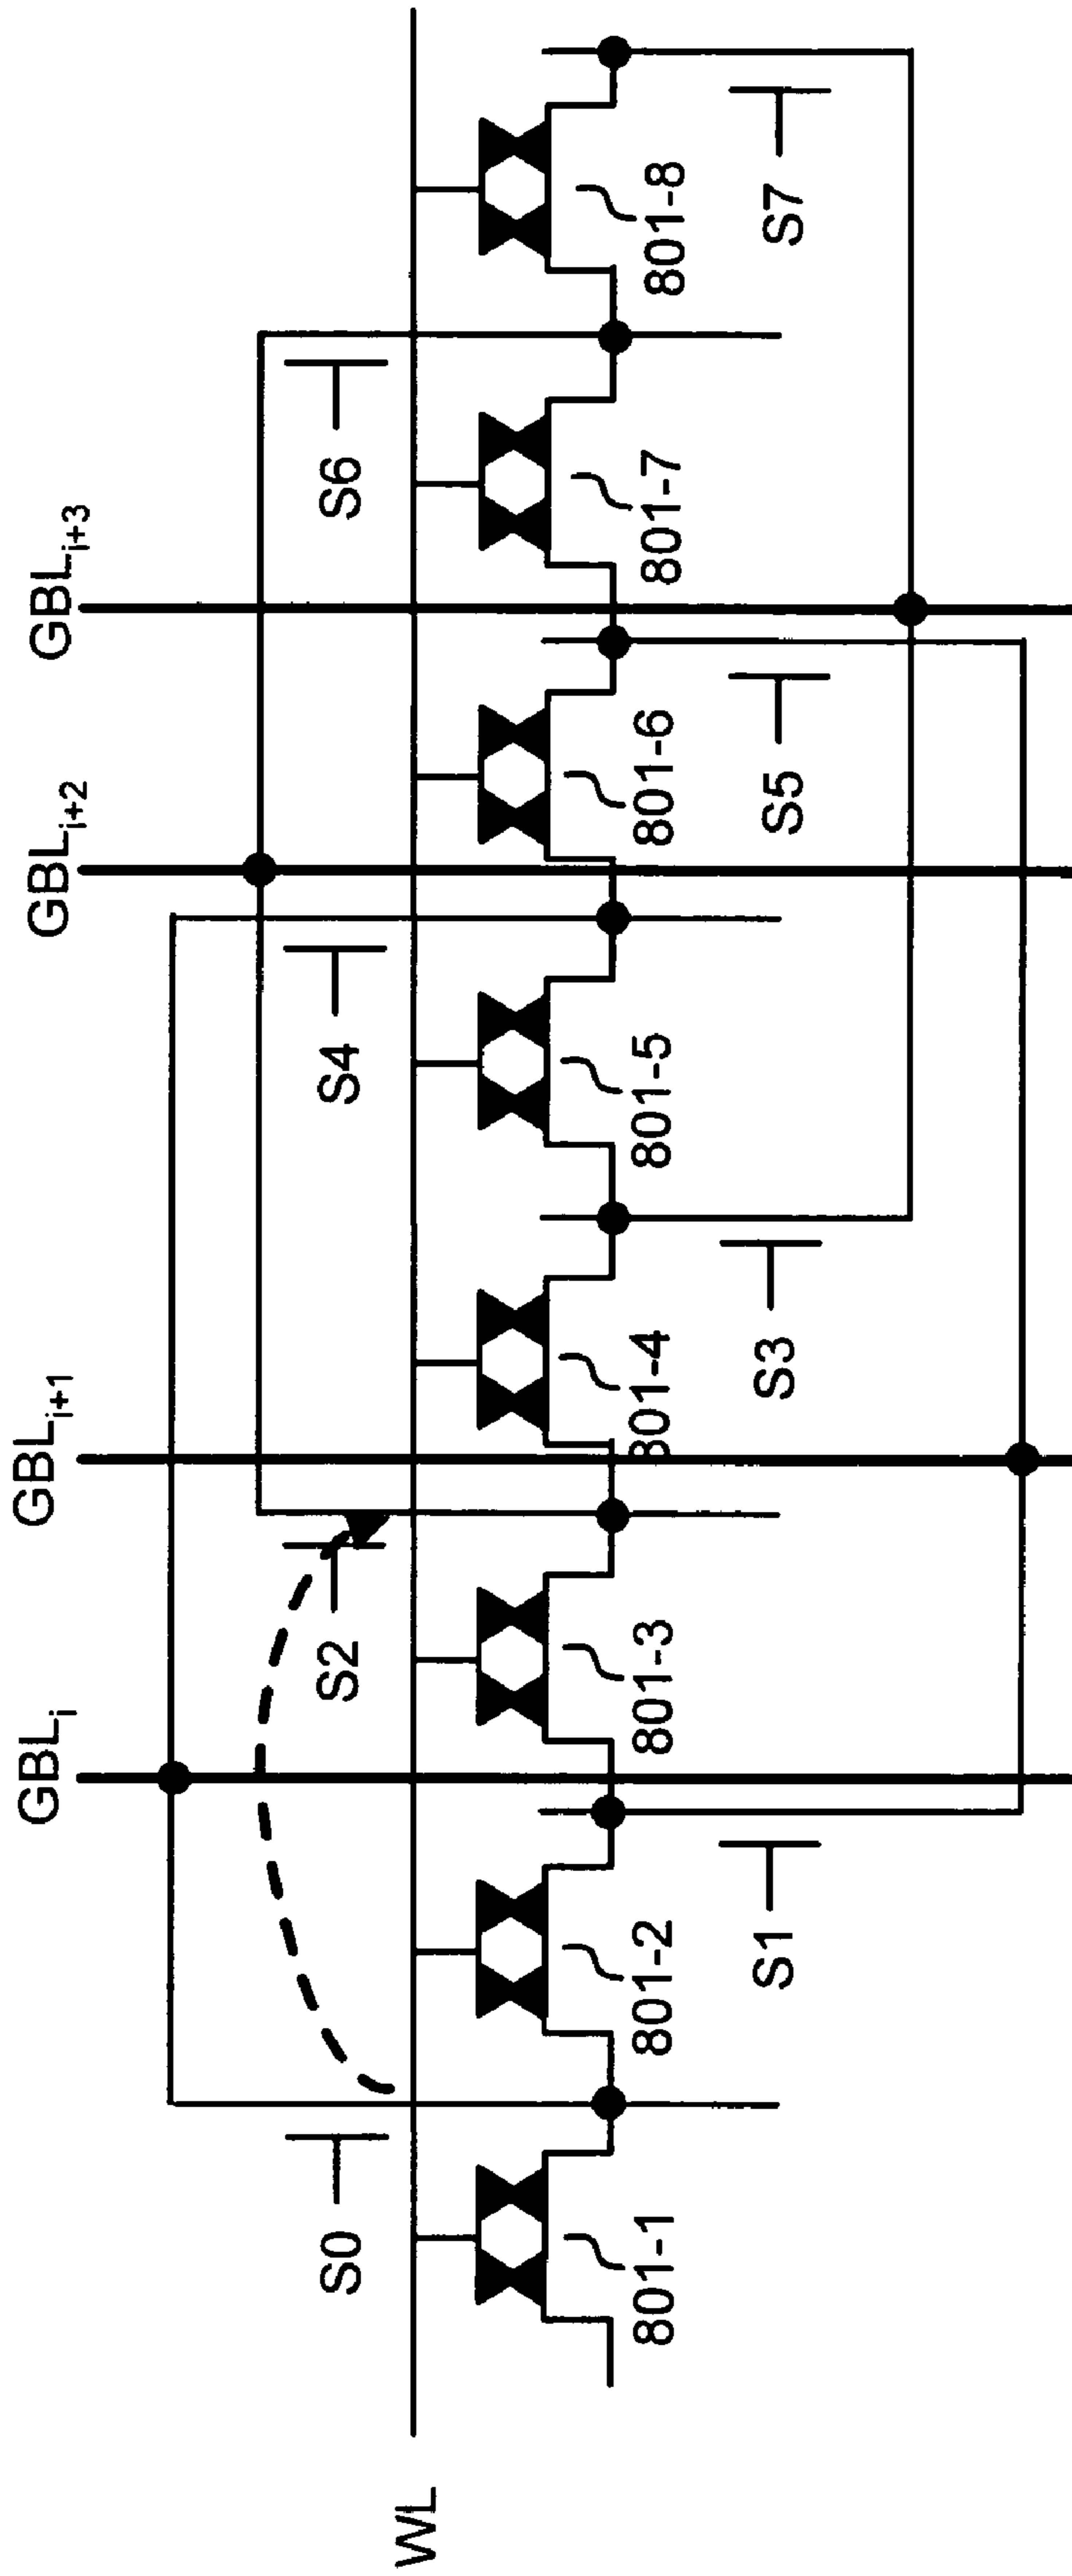 GBLi
GBLi+1
GBLi+2
GBLi+3
S0
S2
S4
S6
WL
801-1
801-2
801-3
801-4
801-5
801-6
801-7
801-8
S1
S3
S5
S7